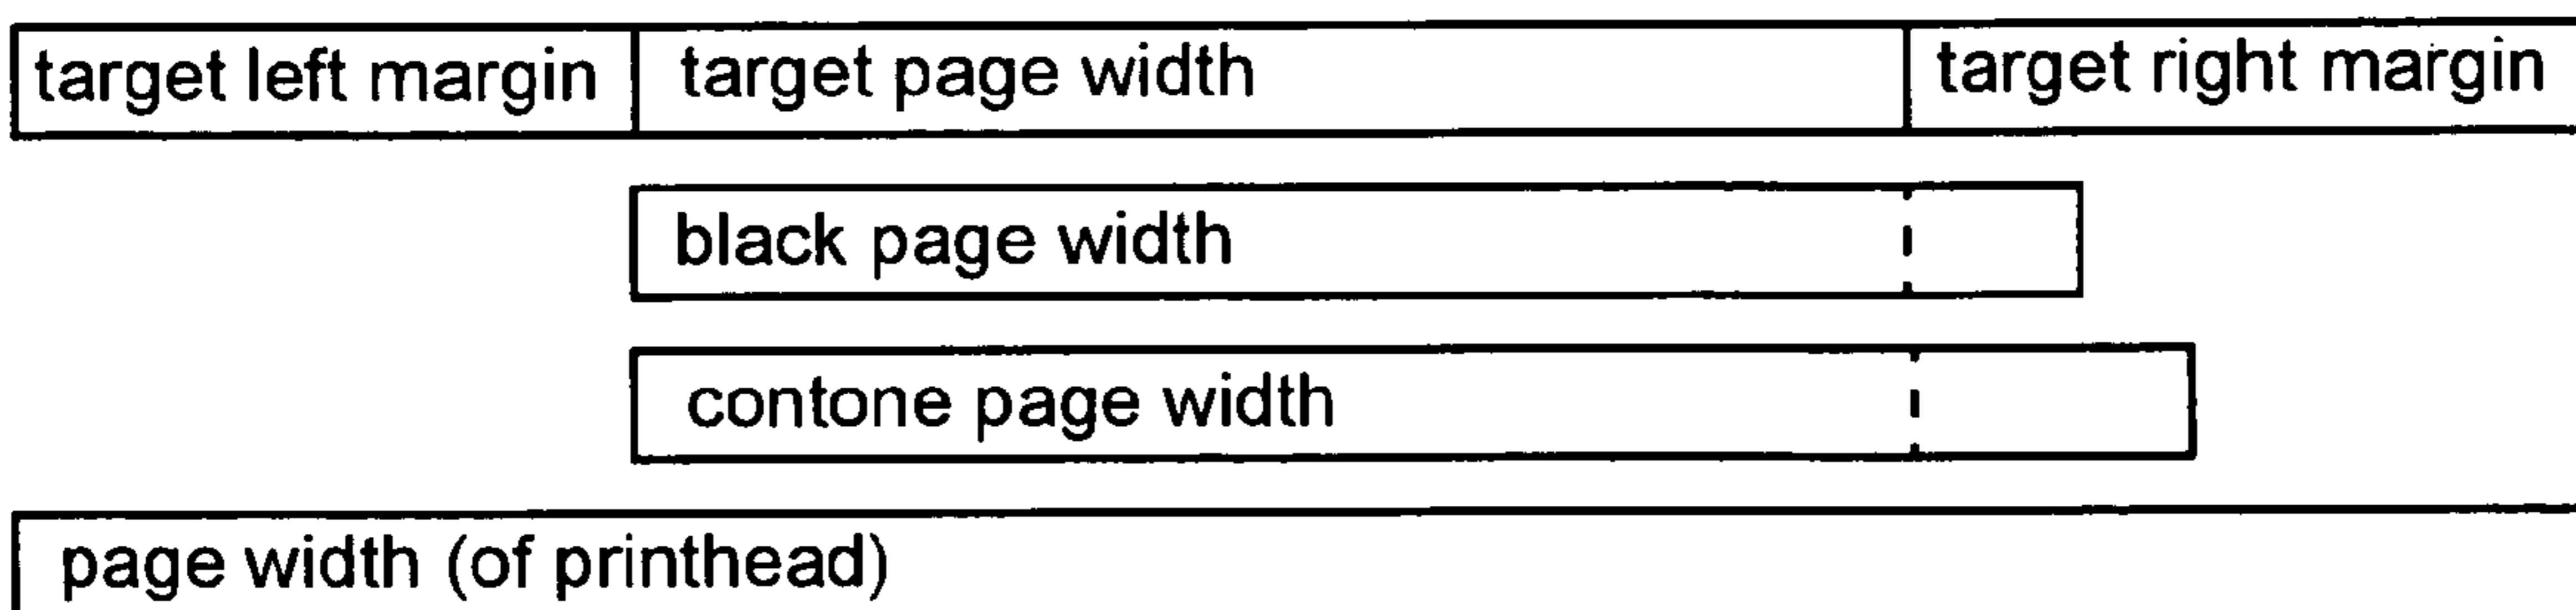 target left margin target page width target right margin
black page width
contone page width
page width (of printhead)